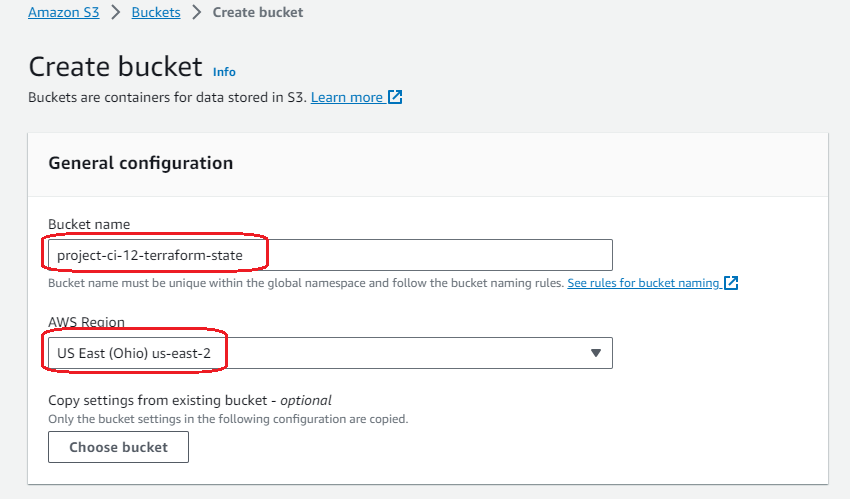 Amazon S3 > Buckets > Create bucket
Create bucket Info
Buckets are containers for data stored in S3. Learn more
General configuration
Bucket name
project-ci-12-terraform-state
Bucket name must be unique within the global namespace and follow the bucket naming rules. See rules for bucket naming
AWS Region
US East (Ohio) us-east-2
Copy settings from existing bucket - optional
Only the bucket settings in the following configuration are copied.
Choose bucket